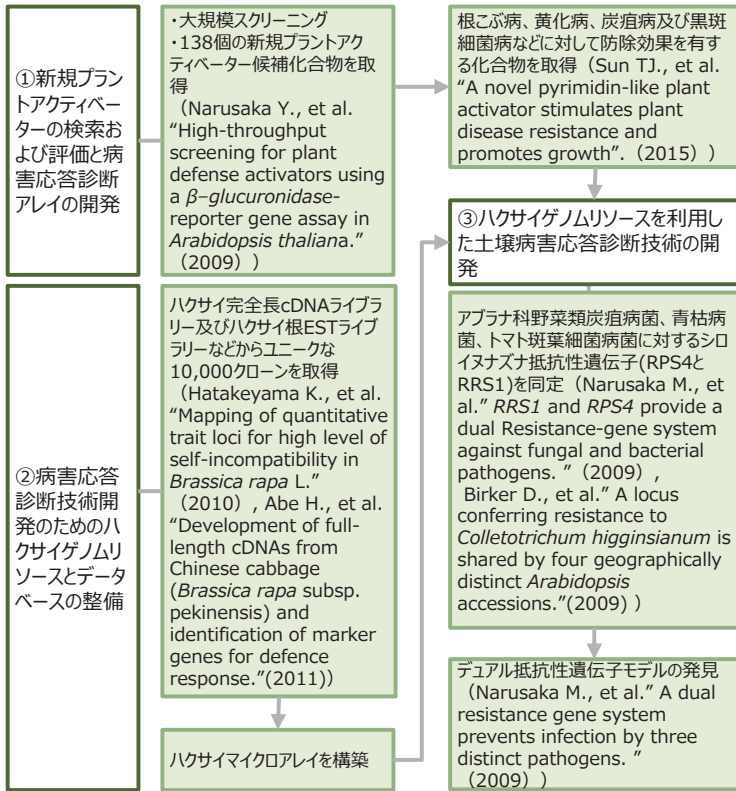 ①新規プラン
トアクティベー
ターの検索お
よび評価と病
害応答診断
アレイの開発
・大規模スクリーニング
・138個の新規プラントアク
ティベーター候補化合物を取
得
（Narusaka Y., et al.
“High-throughput
screening for plant
defense activators using
a β–glucuronidase-
reporter gene assay in
Arabidopsis thaliana.”
（2009））
根こぶ病、黄化病、炭疽病及び黒斑
細菌病などに対して防除効果を有す
る化合物を取得（Sun TJ., et al.
“A novel pyrimidin-like plant
activator stimulates plant
disease resistance and
promotes growth”.（2015））
②病害応答
診断技術開
発のためのハ
クサイゲノムリ
ソースとデータ
ベースの整備
ハクサイ完全長cDNAライブラ
リー及びハクサイ根ESTライブ
ラリーなどからユニークな
10,000クローンを取得
（Hatakeyama K., et al.
“Mapping of quantitative
trait loci for high level of
self-incompatibility in
Brassica rapa L.”
（2010）, Abe H., et al.
“Development of full-
length cDNAs from
Chinese cabbage
(Brassica rapa subsp.
pekinensis) and
identification of marker
genes for defence
response.”(2011)）
ハクサイマイクロアレイを構築
③ハクサイゲノムリソースを利用し
た土壌病害応答診断技術の開
発
アブラナ科野菜類炭疽病菌、青枯病
菌、トマト斑葉細菌病菌に対するシロ
イヌナズナ抵抗性遺伝子(RPS4と
RRS1)を同定（Narusaka M., et
al.” RRS1 and RPS4 provide a
dual Resistance-gene system
against fungal and bacterial
pathogens. ”（2009）,
Birker D., et al.” A locus
conferring resistance to
Colletotrichum higginsianum is
shared by four geographically
distinct Arabidopsis
accessions.”(2009) ）
デュアル抵抗性遺伝子モデルの発見
（Narusaka M., et al.” A dual
resistance gene system
prevents infection by three
distinct pathogens. ”
（2009））